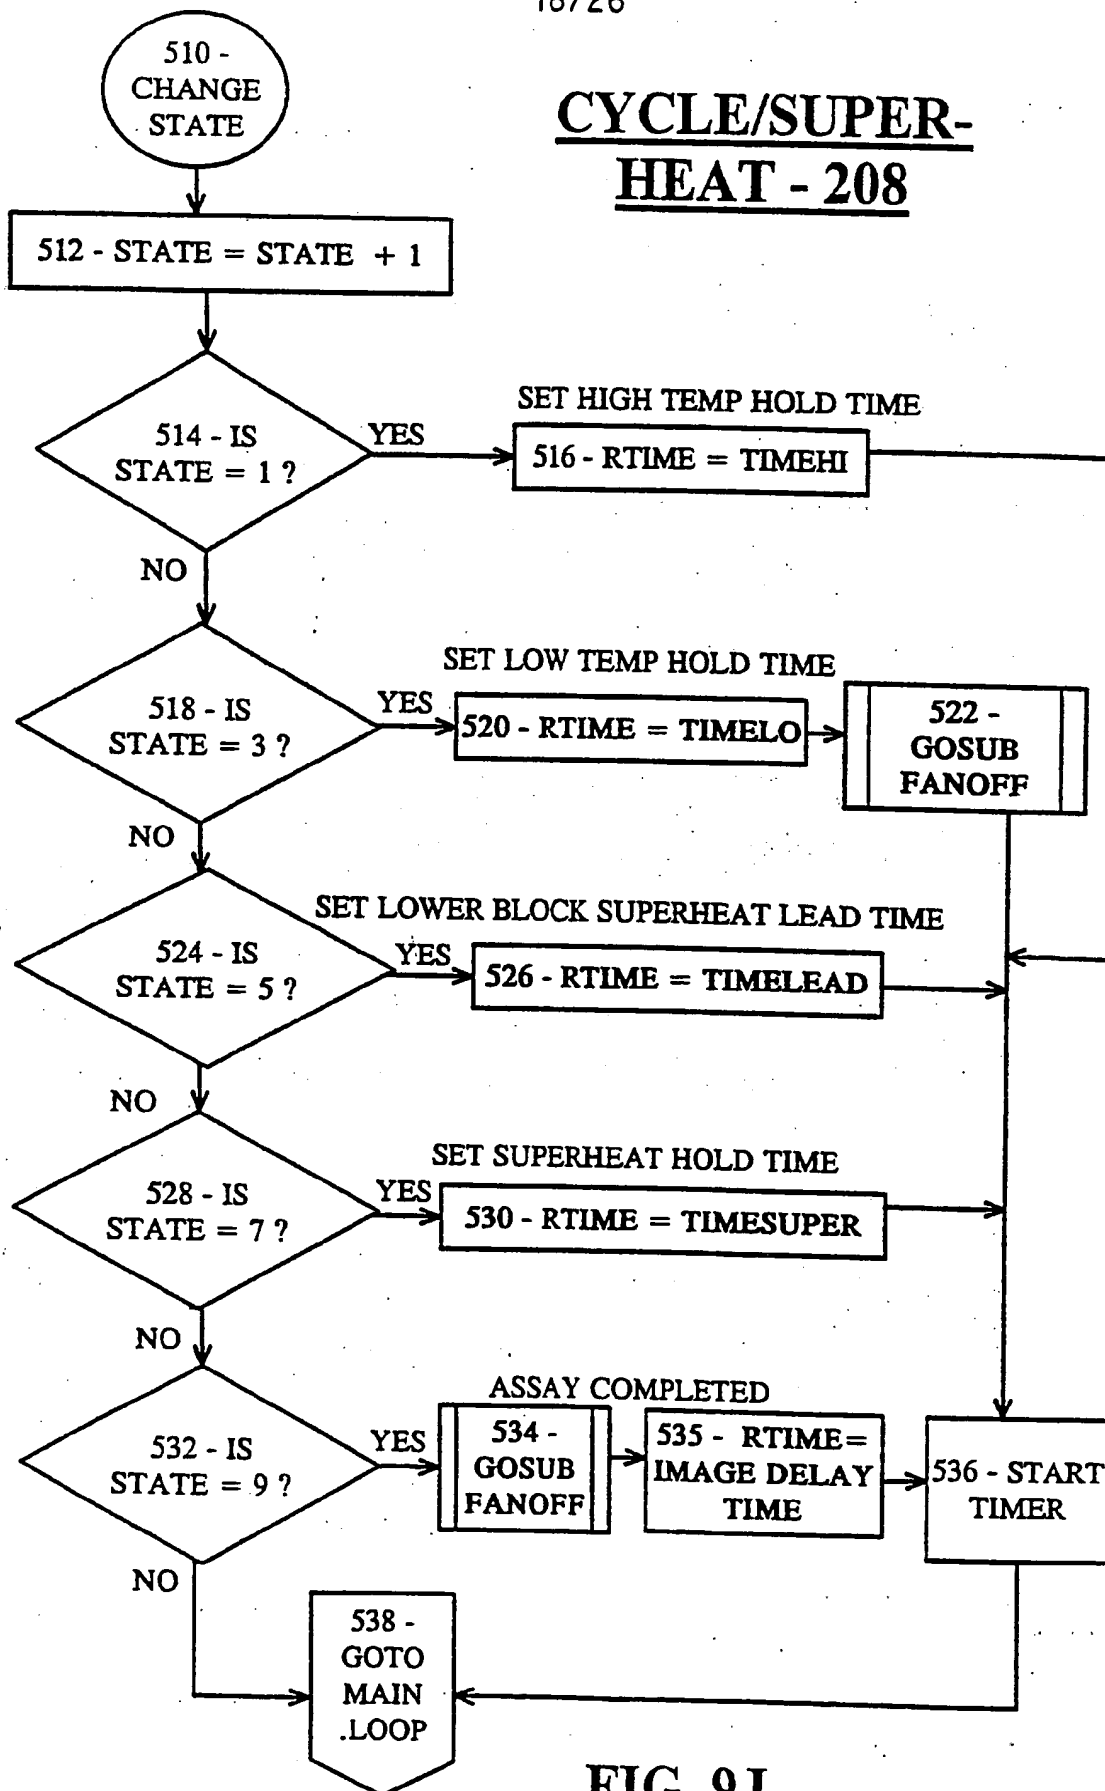 18/26
CYCLE/SUPER-
HEAT - 208
510 -
CHANGE
STATE
512 - STATE = STATE + 1
514 - IS
STATE = 1 ?
YES
SET HIGH TEMP HOLD TIME
516 - RTIME = TIMEHI
NO
518 - IS
STATE = 3 ?
YES
SET LOW TEMP HOLD TIME
520 - RTIME = TIMELO
522 -
GOSUB
FANOFF
NO
524 - IS
STATE = 5 ?
YES
SET LOWER BLOCK SUPERHEAT LEAD TIME
526 - RTIME = TIMELEAD
NO
528 - IS
STATE = 7 ?
YES
SET SUPERHEAT HOLD TIME
530 - RTIME = TIMESUPER
NO
532 - IS
STATE = 9 ?
YES
ASSAY COMPLETED
534 -
GOSUB
FANOFF
535 - RTIME=
IMAGE DELAY
TIME
536 - START
TIMER
NO
538 -
GOTO
MAIN
.LOOP